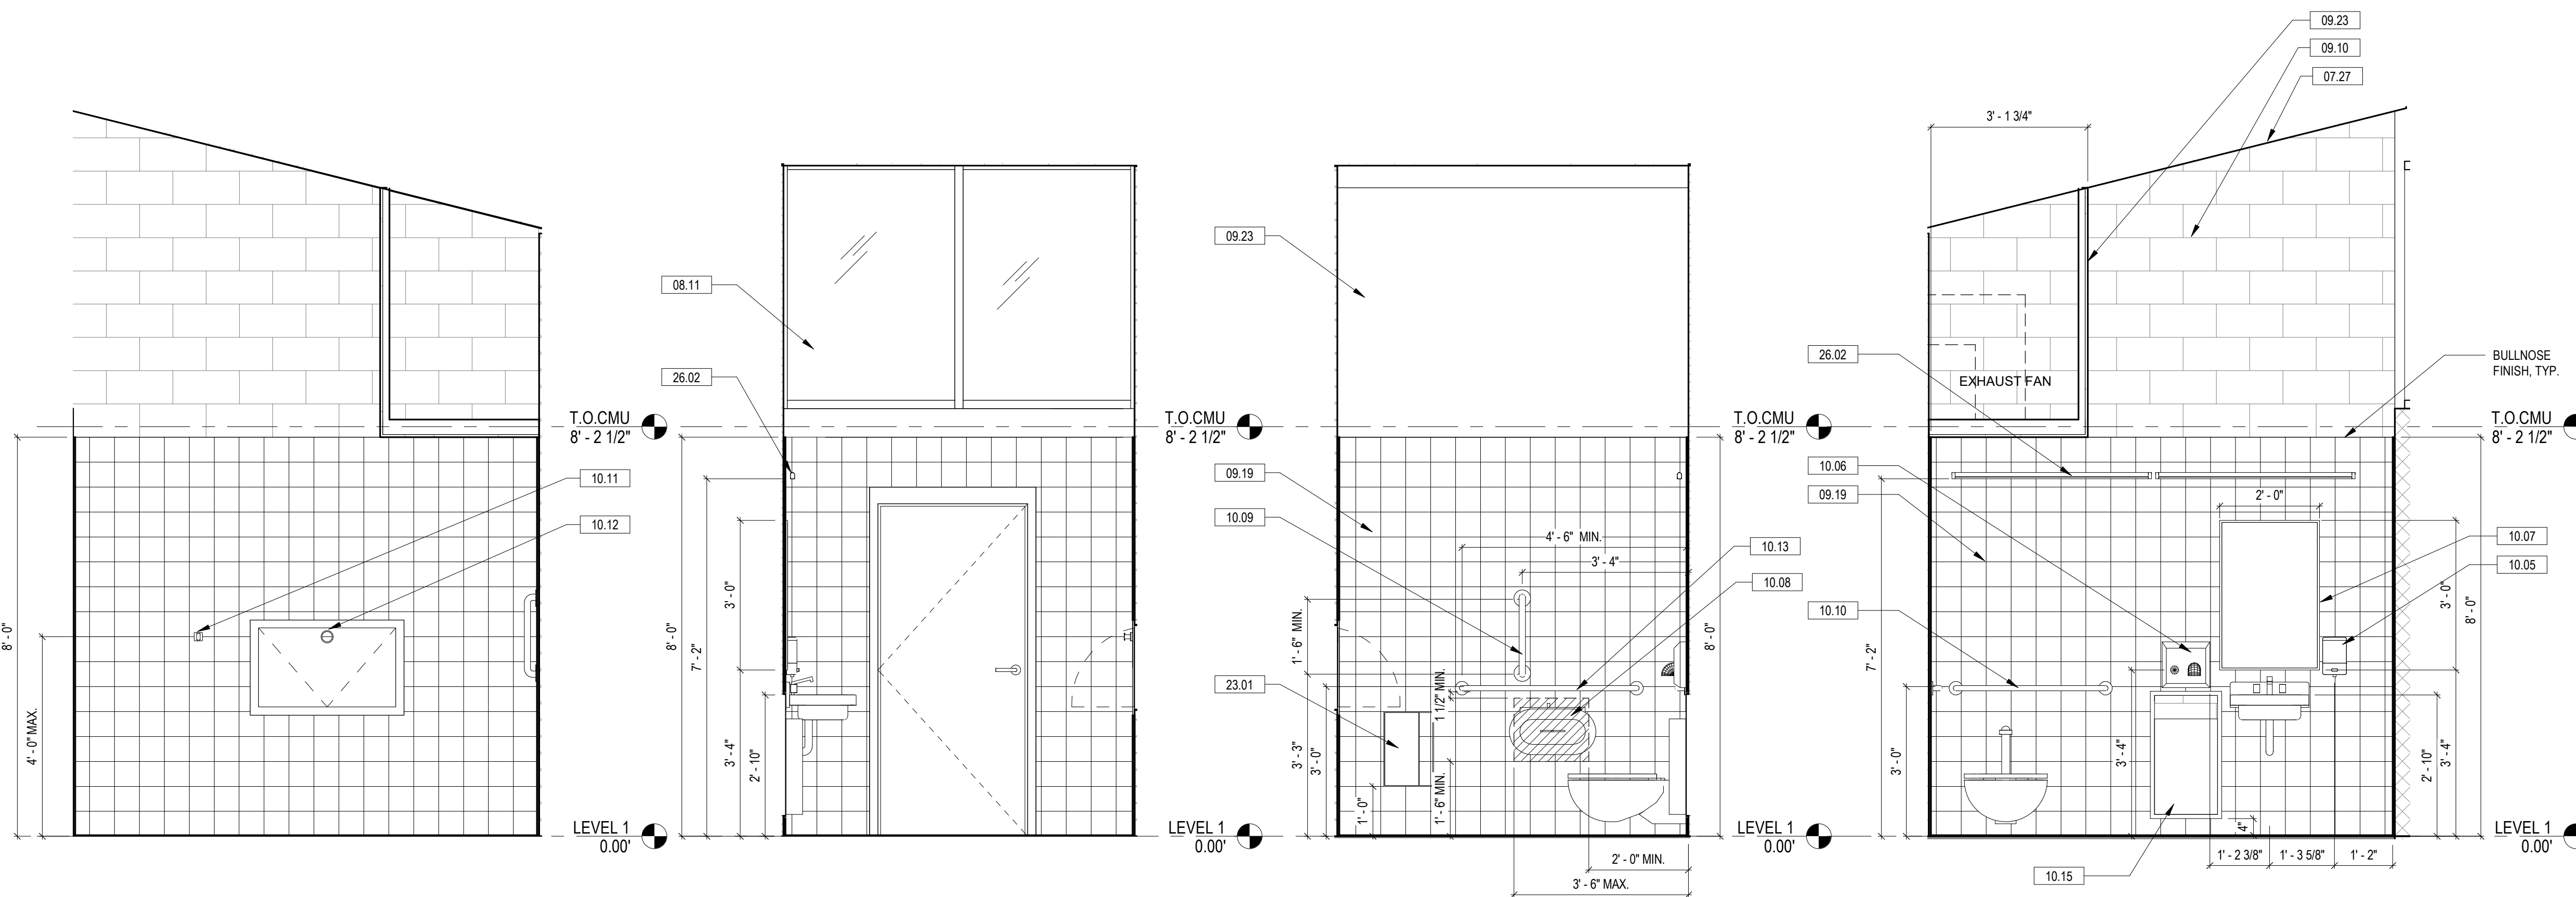 8' - 0"
4' - 0" MAX.
10.11
10.12
T.O.CMU
8' - 2 1/2"
LEVEL 1
0.00'
08.11
26.02
8' - 0"
7' - 2"
3' - 0"
3' - 4"
2' - 10"
T.O.CMU
8' - 2 1/2"
LEVEL 1
0.00'
09.23
09.19
10.09
23.01
4' - 6" MIN.
3' - 4"
1' - 6" MIN.
1 1/2" MIN.
3' - 3"
3' - 0"
1' - 0"
1' - 6" MIN.
2' - 0" MIN.
3' - 6" MAX.
10.13
10.08
8' - 0"
T.O.CMU
8' - 2 1/2"
LEVEL 1
0.00'
09.23
09.10
07.27
3' - 1 3/4"
26.02
EXHAUST FAN
BULLNOSE
FINISH, TYP.
10.06
09.19
10.10
7' - 2"
3' - 0"
2' - 0"
10.07
10.05
3' - 0"
8' - 0"
3' - 4"
4"
2' - 10"
3' - 4"
1' - 2 3/8"
1' - 3 5/8"
1' - 2"
10.15
T.O.CMU
8' - 2 1/2"
LEVEL 1
0.00'